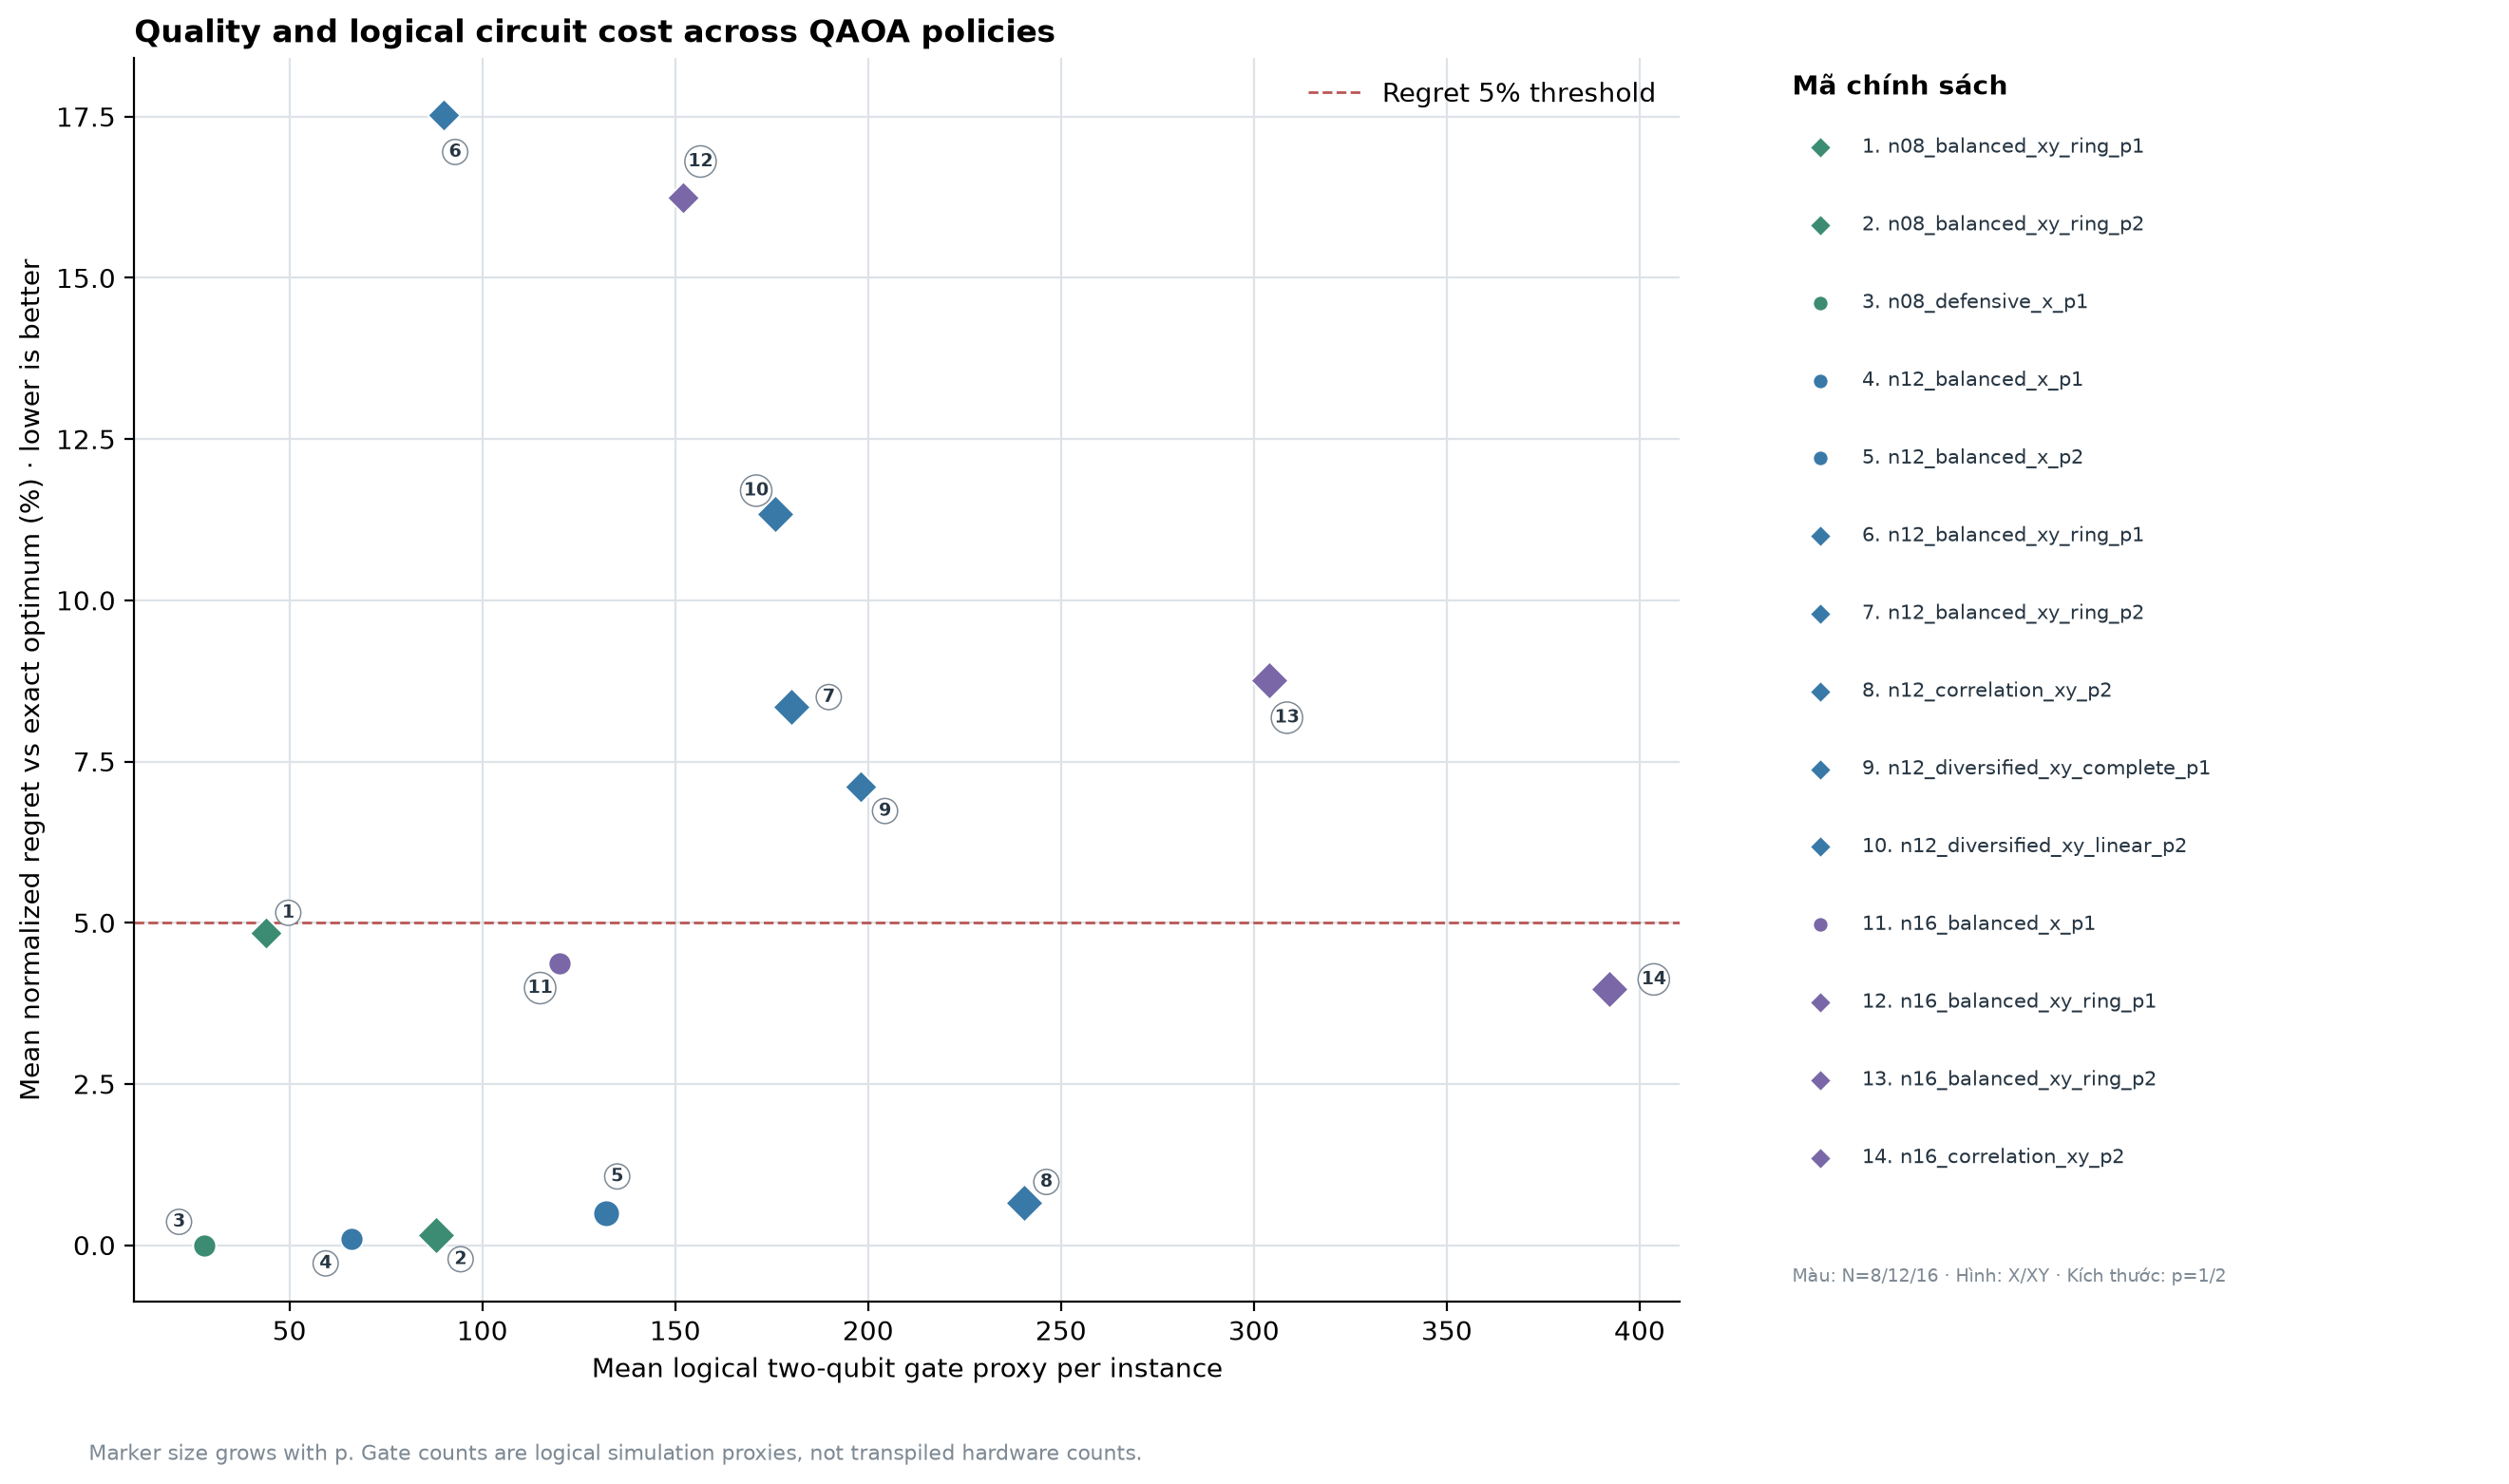 Quality and logical circuit cost across QAOA policies
Mean normalized regret vs exact optimum (%) · lower is better
17.5
15.0
12.5
10.0
7.5
5.0
2.5
0.0
Regret 5% threshold
6
12
10
7
13
9
1
11
14
5
8
3
4
2
50
100
150
200
250
300
350
400
Mean logical two-qubit gate proxy per instance
Mã chính sách
1. n08_balanced_xy_ring_p1
2. n08_balanced_xy_ring_p2
3. n08_defensive_x_p1
4. n12_balanced_x_p1
5. n12_balanced_x_p2
6. n12_balanced_xy_ring_p1
7. n12_balanced_xy_ring_p2
8. n12_correlation_xy_p2
9. n12_diversified_xy_complete_p1
10. n12_diversified_xy_linear_p2
11. n16_balanced_x_p1
12. n16_balanced_xy_ring_p1
13. n16_balanced_xy_ring_p2
14. n16_correlation_xy_p2
Màu: N=8/12/16 · Hình: X/XY · Kích thước: p=1/2
Marker size grows with p. Gate counts are logical simulation proxies, not transpiled hardware counts.